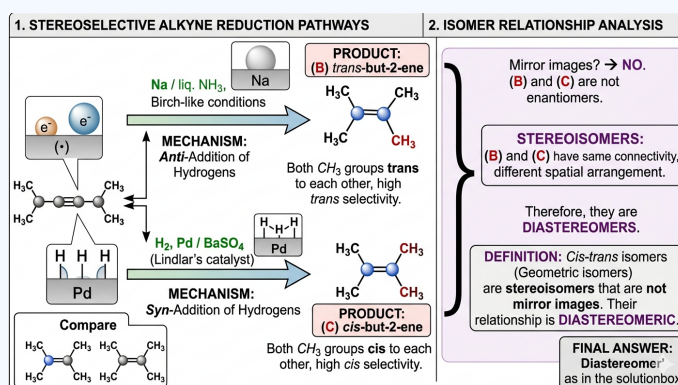 1. STEREOSELECTIVE ALKYNE REDUCTION PATHWAYS
2. ISOMER RELATIONSHIP ANALYSIS
Na / liq. NH₃,
Birch-like conditions
Na
PRODUCT:
(B) trans-but-2-ene
H₃C CH₃
H₃C CH₃
e⁻ e⁻
(•)
MECHANISM:
Anti-Addition of
Hydrogens
Both CH₃ groups trans
to each other, high
trans selectivity.
H₃C CH₃
H₃C CH₃
H H H
Pd
H₂, Pd / BaSO₄
(Lindlar's catalyst)
H H H
Pd
MECHANISM:
Syn-Addition of Hydrogens
H₃C CH₃
H₃C CH₃
PRODUCT:
(C) cis-but-2-ene
Both CH₃ groups cis to each
other, high cis selectivity.
Compare
H₃C CH₃ H₃C CH₃
H₃C CH₃ H₃C CH₃
Mirror images? → NO.
(B) and (C) are not
enantiomers.
STEREOISOMERS:
(B) and (C) have same connectivity,
different spatial arrangement.
Therefore, they are
DIASTEREOMERS.
DEFINITION: Cis-trans isomers
(Geometric isomers)
are stereoisomers that are not
mirror images. Their
relationship is DIASTEREOMERIC.
FINAL ANSWER:
Diastereomer'
as in the solutionbox